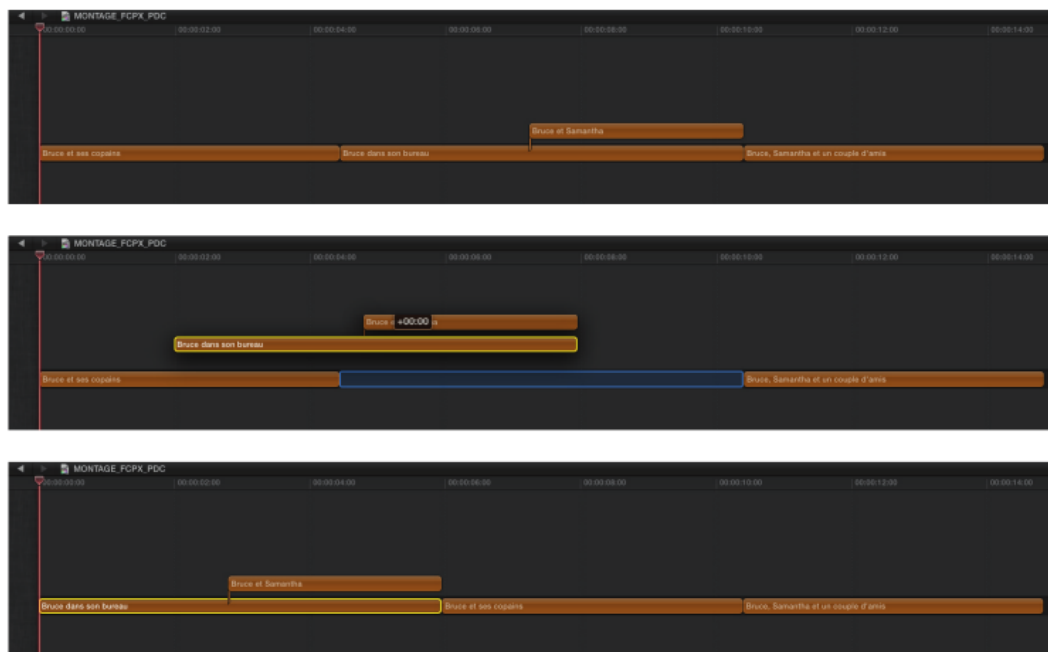 MONTAGE_FCPX_PDC
00:00:00:00 00:00:02:00 00:00:04:00 00:00:06:00 00:00:08:00 00:00:10:00 00:00:12:00 00:00:14:00
Bruce et Samantha
Bruce et ses copains Bruce dans son bureau Bruce, Samantha et un couple d'amis
MONTAGE_FCPX_PDC
00:00:00:00 00:00:02:00 00:00:04:00 00:00:06:00 00:00:08:00 00:00:10:00 00:00:12:00 00:00:14:00
Bruce +00:00
Bruce dans son bureau
Bruce et ses copains Bruce, Samantha et un couple d'amis
MONTAGE_FCPX_PDC
00:00:00:00 00:00:02:00 00:00:04:00 00:00:06:00 00:00:08:00 00:00:10:00 00:00:12:00 00:00:14:00
Bruce et Samantha
Bruce dans son bureau Bruce et ses copains Bruce, Samantha et un couple d'amis